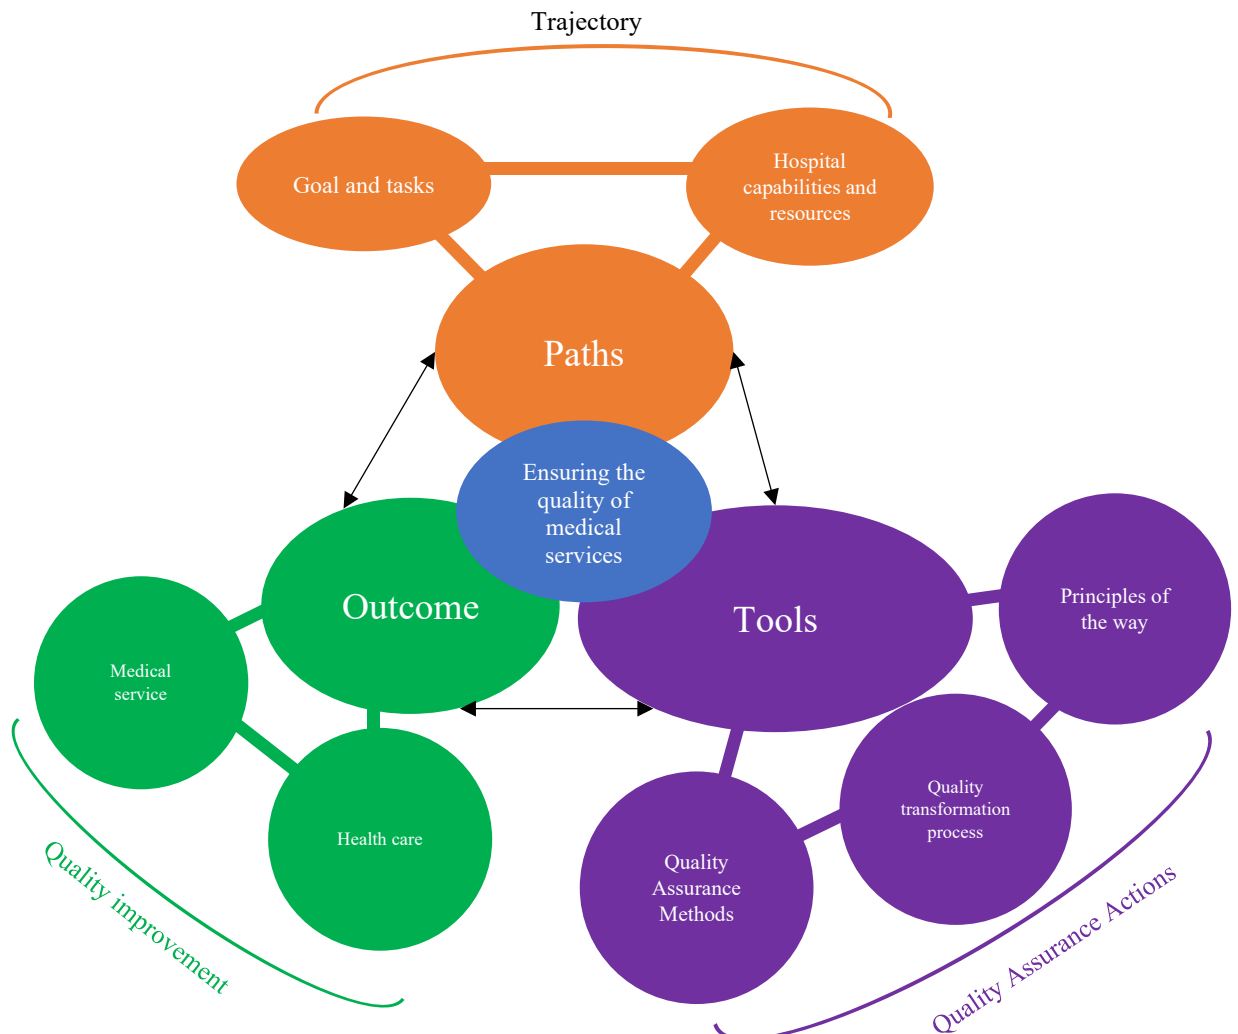 Trajectory
Goal and tasks
Hospital
capabilities and
resources
Paths
Ensuring the
quality of
medical
services
Outcome
Tools
Principles of
the way
Medical
service
Health care
Quality
transformation
process
Quality
Assurance
Methods
Quality improvement
Quality Assurance Actions